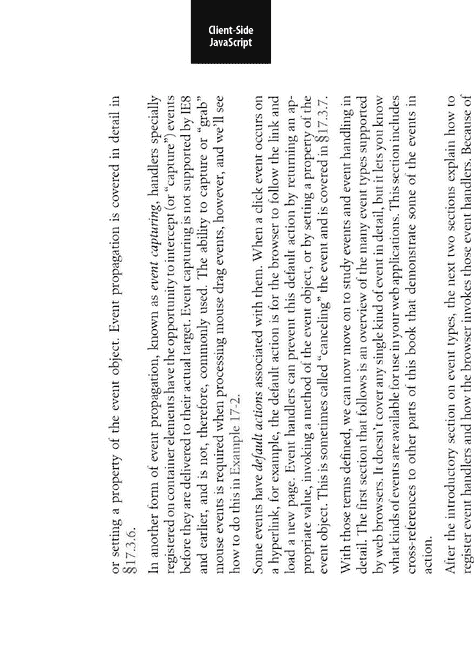 Client-Side
JavaScript
or setting a property of the event object. Event propagation is covered in detail in
§17.3.6.
In another form of event propagation, known as event capturing, handlers specially
registered on container elements have the opportunity to intercept (or “capture”) events
before they are delivered to their actual target. Event capturing is not supported by IE8
and earlier, and is not, therefore, commonly used. The ability to capture or “grab”
mouse events is required when processing mouse drag events, however, and we’ll see
how to do this in Example 17-2.
Some events have default actions associated with them. When a click event occurs on
a hyperlink, for example, the default action is for the browser to follow the link and
load a new page. Event handlers can prevent this default action by returning an ap-
propriate value, invoking a method of the event object, or by setting a property of the
event object. This is sometimes called “canceling” the event and is covered in §17.3.7.
With those terms defined, we can now move on to study events and event handling in
detail. The first section that follows is an overview of the many event types supported
by web browsers. It doesn’t cover any single kind of event in detail, but it lets you know
what kinds of events are available for use in your web applications. This section includes
cross-references to other parts of this book that demonstrate some of the events in
action.
After the introductory section on event types, the next two sections explain how to
register event handlers and how the browser invokes those event handlers. Because of